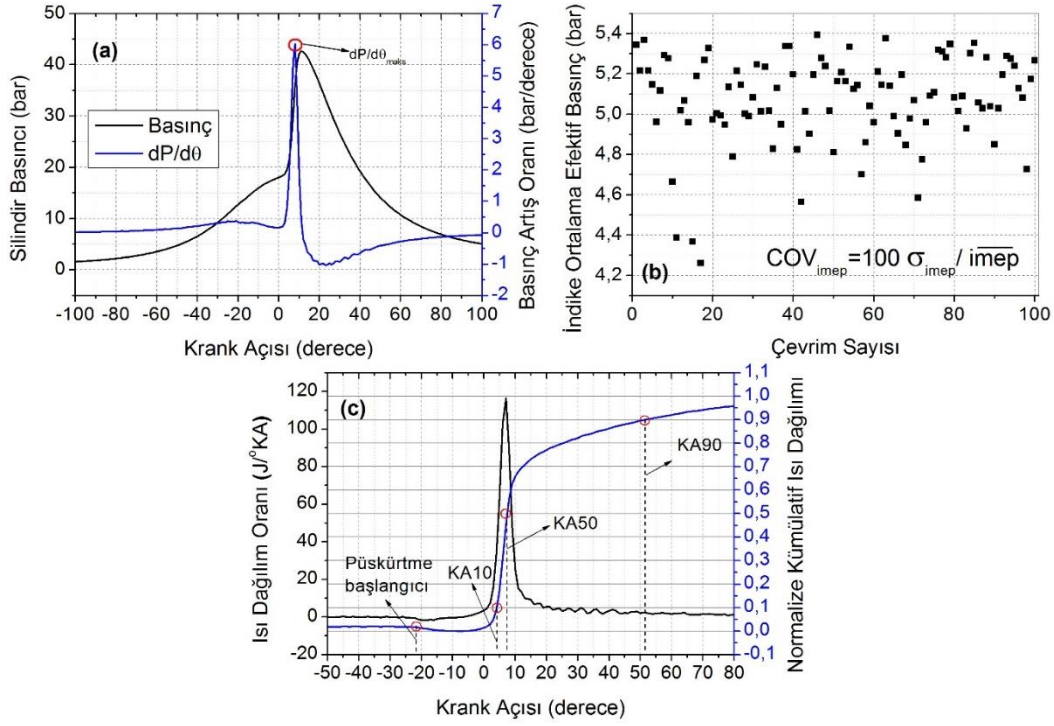 (a)
dP/dθmaks
Basınç
dP/dθ
Silindir Basıncı (bar)
50
40
30
20
10
0
Basınç Artış Oranı (bar/derece)
7
6
5
4
3
2
1
0
-1
-2
-100 -80 -60 -40 -20 0 20 40 60 80 100
Krank Açısı (derece)
İndike Ortalama Efektif Basınç (bar)
5,4
5,2
5,0
4,8
4,6
4,4
4,2
(b)
COVimep=100 σimep/ imep
0 20 40 60 80 100
Çevrim Sayısı
(c)
Isı Dağılım Oranı (J/°KA)
120
100
80
60
40
20
0
-20
Normalize Kümülatif Isı Dağılımı
1,1
1,0
0,9
0,8
0,7
0,6
0,5
0,4
0,3
0,2
0,1
0,0
-0,1
KA90
KA50
KA10
Püskürtme
başlangıcı
-50 -40 -30 -20 -10 0 10 20 30 40 50 60 70 80
Krank Açısı (derece)